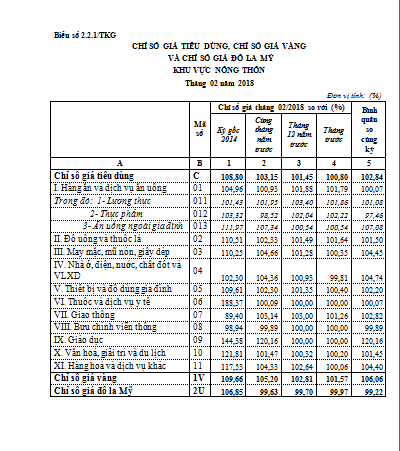 Biểu số 2.2.1/TKG
CHỈ SỐ GIÁ TIÊU DÙNG, CHỈ SỐ GIÁ VÀNG
VÀ CHỈ SỐ GIÁ ĐÔ LA MỸ
KHU VỰC NÔNG THÔN
Tháng 02 năm 2018
Đơn vị tính: (%)
Mã số
Chỉ số giá tháng 02/2018 so với (%)
Bình quân so cùng kỳ
Kỳ gốc 2014
Cùng tháng năm trước
Tháng 12 năm trước
Tháng trước
A B 1 2 3 4 5
Chỉ số giá tiêu dùng C 108,80 103,15 101,45 100,80 102,84
I. Hàng ăn và dịch vụ ăn uống 01 104,96 100,93 101,88 101,79 100,07
Trong đó: 1- Lương thực 011 101,43 101,95 103,40 101,86 101,08
2- Thực phẩm 012 103,32 98,52 102,04 102,22 97,46
3- Ăn uống ngoài gia đình 013 111,97 107,34 100,54 100,54 107,08
II. Đồ uống và thuốc lá 02 110,51 102,33 101,49 101,64 101,50
III. May mặc, mũ nón, giầy dép 03 110,25 104,66 101,28 100,35 104,45
IV. Nhà ở, điện, nước, chất đốt và
VLXD 04 102,30 104,36 100,93 99,81 104,74
V. Thiết bị và đồ dùng gia đình 05 109,61 102,30 101,35 100,40 102,20
VI. Thuốc và dịch vụ y tế 06 188,37 100,09 100,00 100,00 100,07
VII. Giao thông 07 89,40 103,14 103,00 101,26 102,82
VIII. Bưu chính viễn thông 08 98,94 99,89 100,00 100,00 99,89
IX. Giáo dục 09 144,38 120,16 100,00 100,00 120,16
X. Văn hoá, giải trí và du lịch 10 121,81 101,47 100,32 100,20 101,45
XI. Hàng hoá và dịch vụ khác 11 117,53 104,33 102,64 100,06 104,40
Chỉ số giá vàng 1V 109,66 105,20 102,81 101,57 106,06
Chỉ số giá đô la Mỹ 2U 106,85 99,63 99,70 99,97 99,22